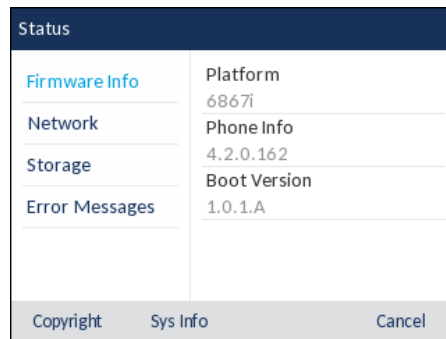 Status
Firmware Info
Network
Storage
Error Messages
Platform
6867i
Phone Info
4.2.0.162
Boot Version
1.0.1.A
Copyright Sys Info Cancel